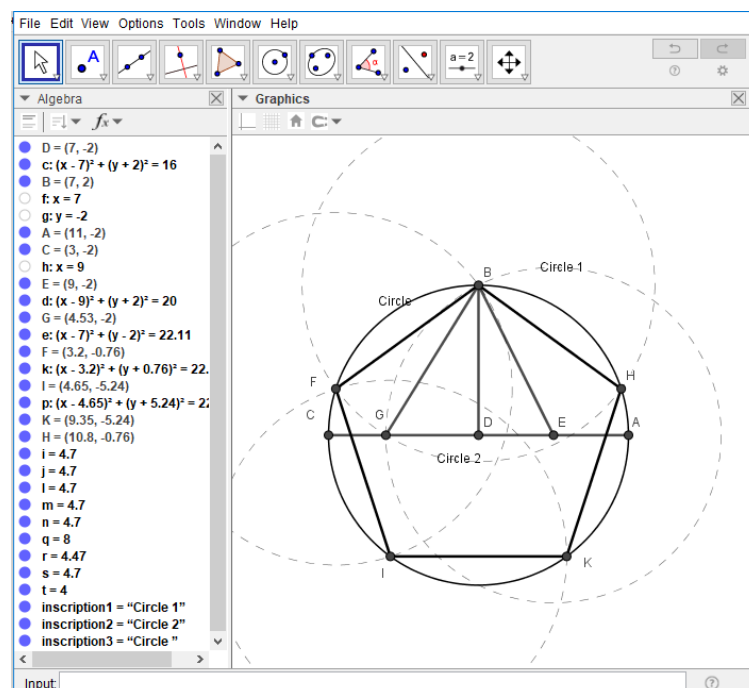 File Edit View Options Tools Window Help
A
α
a=2
Algebra
Graphics
fx
D = (7, -2)
c: (x - 7)² + (y + 2)² = 16
B = (7, 2)
f: x = 7
g: y = -2
A = (11, -2)
C = (3, -2)
h: x = 9
E = (9, -2)
d: (x - 9)² + (y + 2)² = 20
G = (4.53, -2)
e: (x - 7)² + (y - 2)² = 22.11
F = (3.2, -0.76)
k: (x - 3.2)² + (y + 0.76)² = 22.
I = (4.65, -5.24)
p: (x - 4.65)² + (y + 5.24)² = 22
K = (9.35, -5.24)
H = (10.8, -0.76)
i = 4.7
j = 4.7
l = 4.7
m = 4.7
n = 4.7
q = 8
r = 4.47
s = 4.7
t = 4
inscription1 = “Circle 1”
inscription2 = “Circle 2”
inscription3 = “Circle ”
B
Circle 1
Circle
F
H
C
G
D
E
A
Circle 2
I
K
Input: